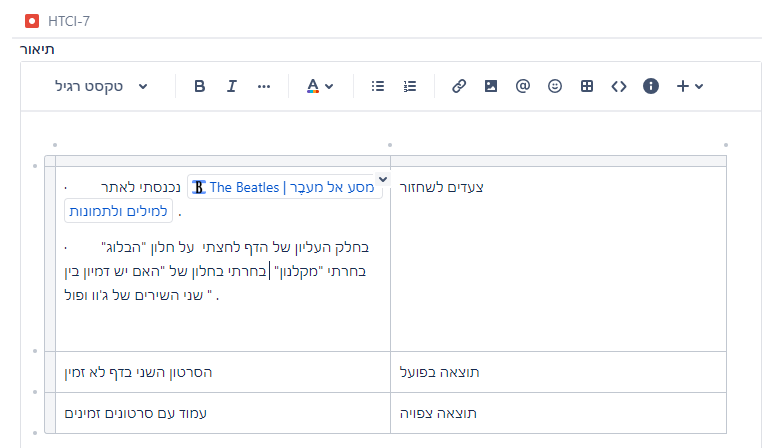 HTCI-7
תיאור
טקסט רגיל
B I ... A @
צעדים לשחזור
· נכנסתי לאתר The Beatles | מסע אל מעבֶר
למילים ולתמונות .
· בחלק העליון של הדף לחצתי על חלון "הבלוג"
בחרתי "מקלנון" בחרתי בחלון של "האם יש דמיון בין
שני השירים של ג'וו ופול " .
תוצאה בפועל
הסרטון השני בדף לא זמין
תוצאה צפויה
עמוד עם סרטונים זמינים